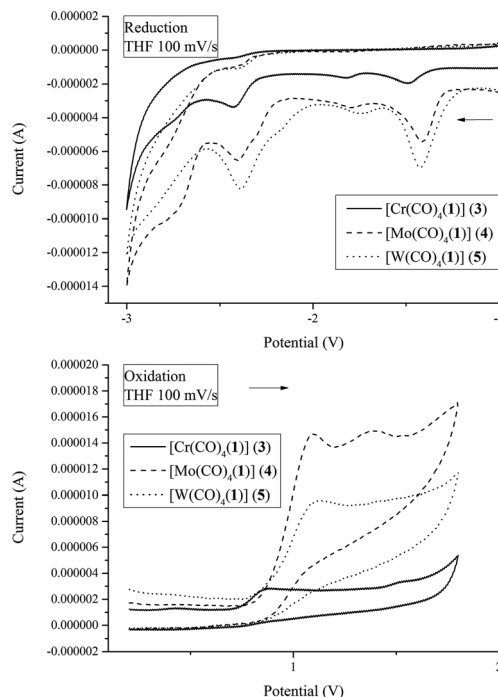 Reduction
THF 100 mV/s
0.000002
0.000000
-0.000002
-0.000004
-0.000006
-0.000008
-0.000010
-0.000012
-0.000014
Current (A)
[Cr(CO)4(1)] (3)
[Mo(CO)4(1)] (4)
[W(CO)4(1)] (5)
-3
-2
Potential (V)
Oxidation
THF 100 mV/s
0.000020
0.000018
0.000016
0.000014
0.000012
0.000010
0.000008
0.000006
0.000004
0.000002
0.000000
-0.000002
Current (A)
[Cr(CO)4(1)] (3)
[Mo(CO)4(1)] (4)
[W(CO)4(1)] (5)
1
2
Potential (V)